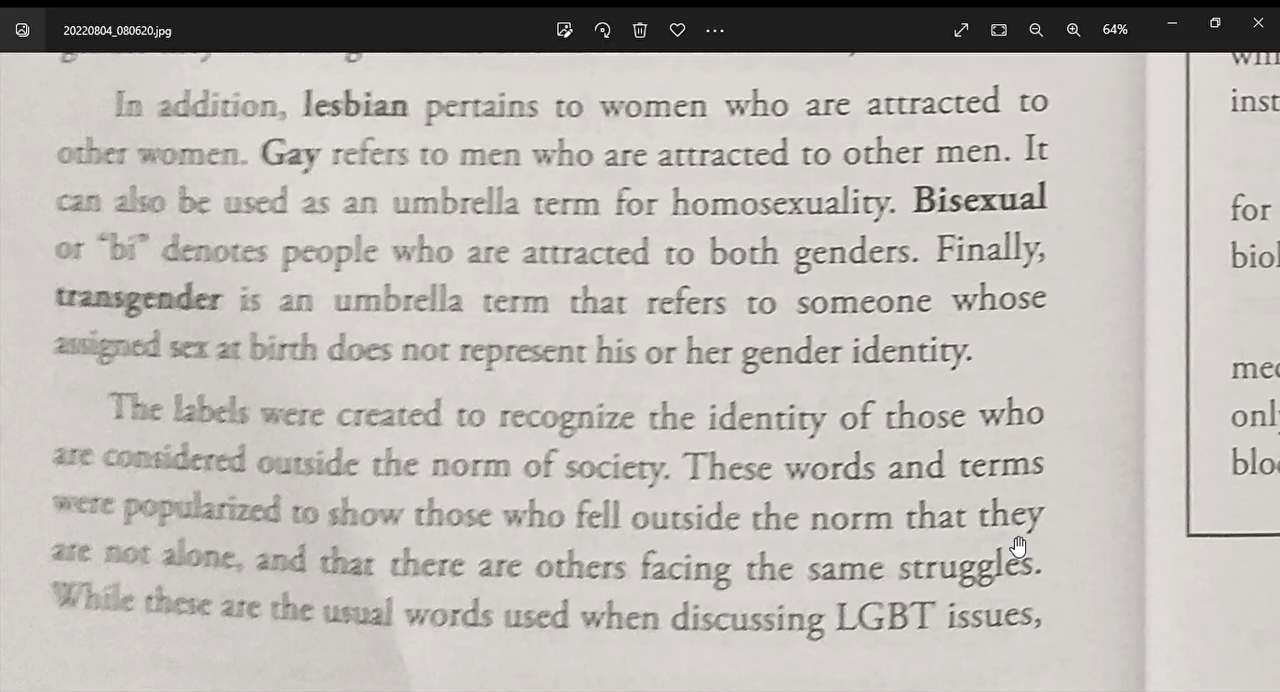 20220804_080620.jpg
64%
In addition, lesbian pertains to women who are attracted to
other women. Gay refers to men who are attracted to other men. It
can also be used as an umbrella term for homosexuality. Bisexual
or “bi” denotes people who are attracted to both genders. Finally,
transgender is an umbrella term that refers to someone whose
assigned sex at birth does not represent his or her gender identity.
The labels were created to recognize the identity of those who
are considered outside the norm of society. These words and terms
were popularized to show those who fell outside the norm that they
are not alone, and that there are others facing the same struggles.
While these are the usual words used when discussing LGBT issues,
for